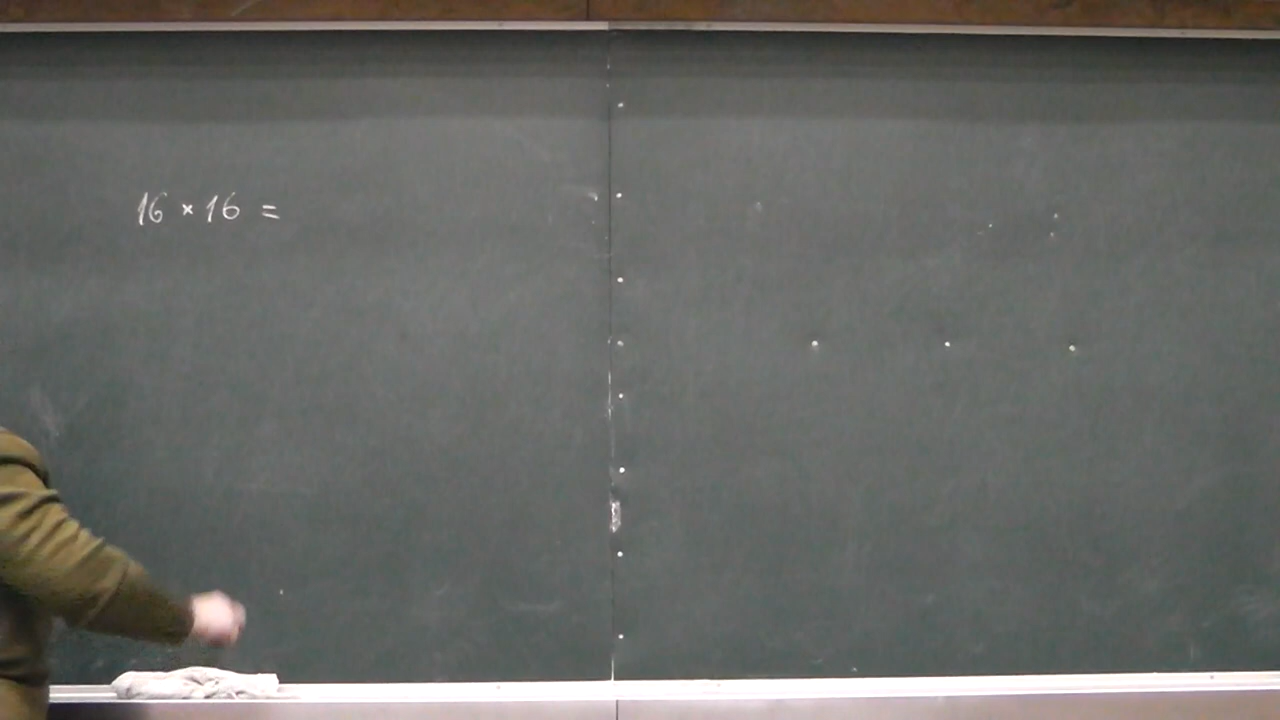 16 × 16 =